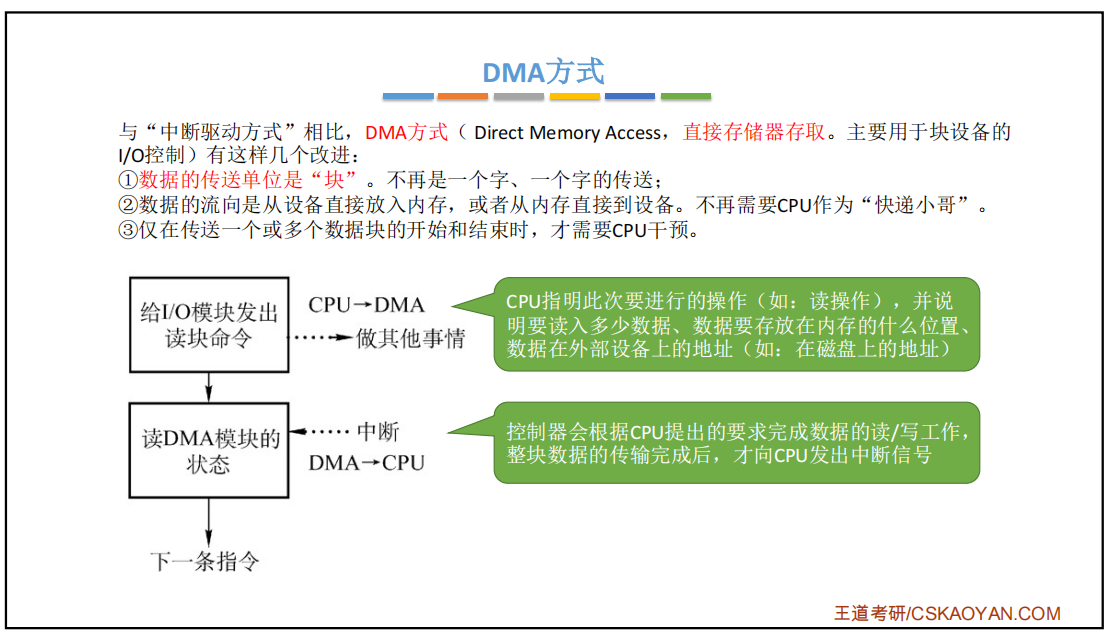 DMA方式
与“中断驱动方式”相比，DMA方式（ Direct Memory Access，直接存储器存取。主要用于块设备的
I/O控制）有这样几个改进：
①数据的传送单位是“块”。不再是一个字、一个字的传送；
②数据的流向是从设备直接放入内存，或者从内存直接到设备。不再需要CPU作为“快递小哥”。
③仅在传送一个或多个数据块的开始和结束时，才需要CPU干预。
给I/O模块发出
读块命令
CPU→DMA
做其他事情
CPU指明此次要进行的操作（如：读操作），并说
明要读入多少数据、数据要存放在内存的什么位置、
数据在外部设备上的地址（如：在磁盘上的地址）
读DMA模块的
状态
中断
DMA→CPU
控制器会根据CPU提出的要求完成数据的读/写工作，
整块数据的传输完成后，才向CPU发出中断信号
下一条指令
王道考研/CSKAOYAN.COM